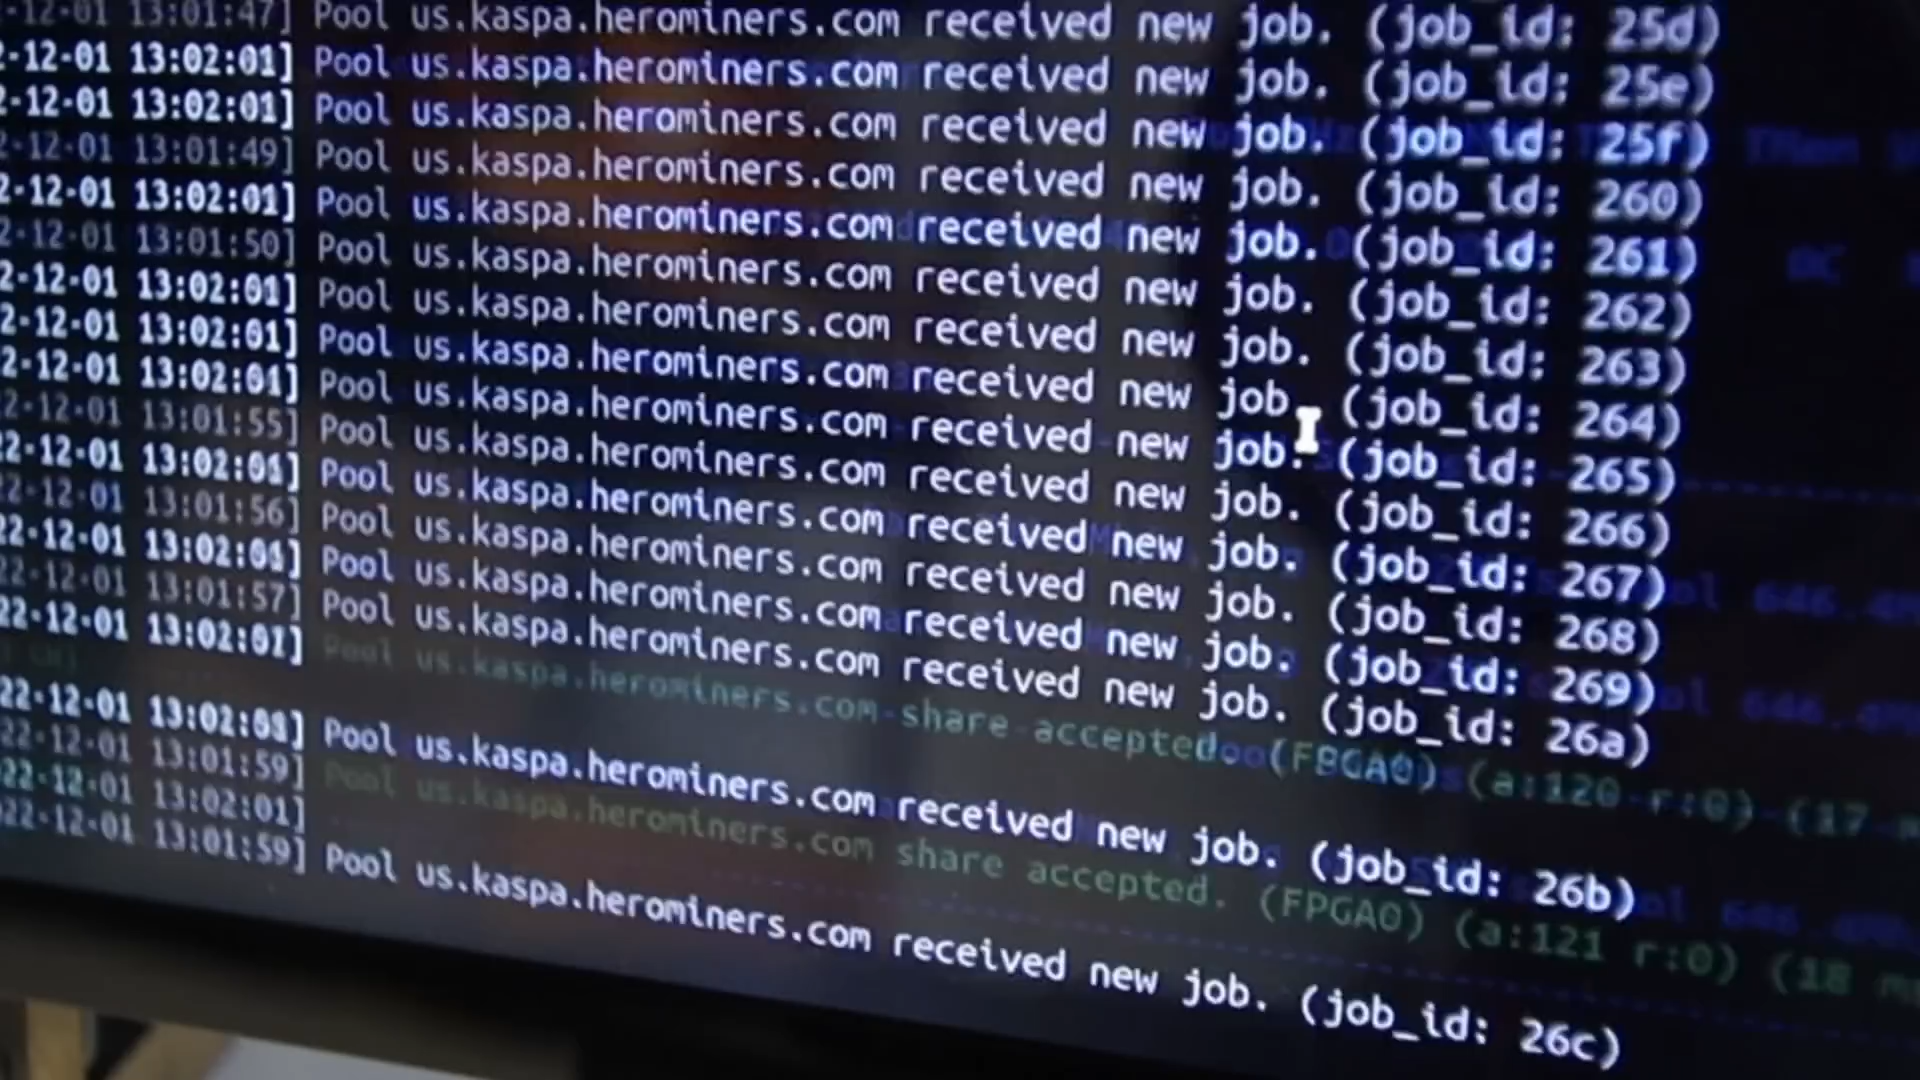 2-12-01 13:01:47] Pool us.kaspa.herominers.com received new job. (job_id: 25d)
2-12-01 13:02:01] Pool us.kaspa.herominers.com received new job. (job_id: 25e)
2-12-01 13:02:01] Pool us.kaspa.herominers.com received new job. (job_id: 25f)
2-12-01 13:01:49] Pool us.kaspa.herominers.com received new job. (job_id: 260)
2-12-01 13:02:01] Pool us.kaspa.herominers.com received new job. (job_id: 261)
2-12-01 13:01:50] Pool us.kaspa.herominers.com received new job. (job_id: 262)
2-12-01 13:02:01] Pool us.kaspa.herominers.com received new job. (job_id: 263)
2-12-01 13:02:01] Pool us.kaspa.herominers.com received new job. (job_id: 264)
2-12-01 13:02:01] Pool us.kaspa.herominers.com received new job. (job_id: 265)
2-12-01 13:01:55] Pool us.kaspa.herominers.com received new job. (job_id: 266)
22-12-01 13:02:01] Pool us.kaspa.herominers.com received new job. (job_id: 267)
22-12-01 13:01:56] Pool us.kaspa.herominers.com received new job. (job_id: 268)
22-12-01 13:02:01] Pool us.kaspa.herominers.com received new job. (job_id: 269)
22-12-01 13:01:57] Pool us.kaspa.herominers.com received new job. (job_id: 26a)
22-12-01 13:02:01] Pool us.kaspa.herominers.com share accepted. (FPGA0) (a:120 r:0) (17 m
22-12-01 13:02:01] Pool us.kaspa.herominers.com received new job. (job_id: 26b)
22-12-01 13:01:59] Pool us.kaspa.herominers.com share accepted. (FPGA0) (a:121 r:0) (18 m
022-12-01 13:02:01]
022-12-01 13:01:59] Pool us.kaspa.herominers.com received new job. (job_id: 26c)